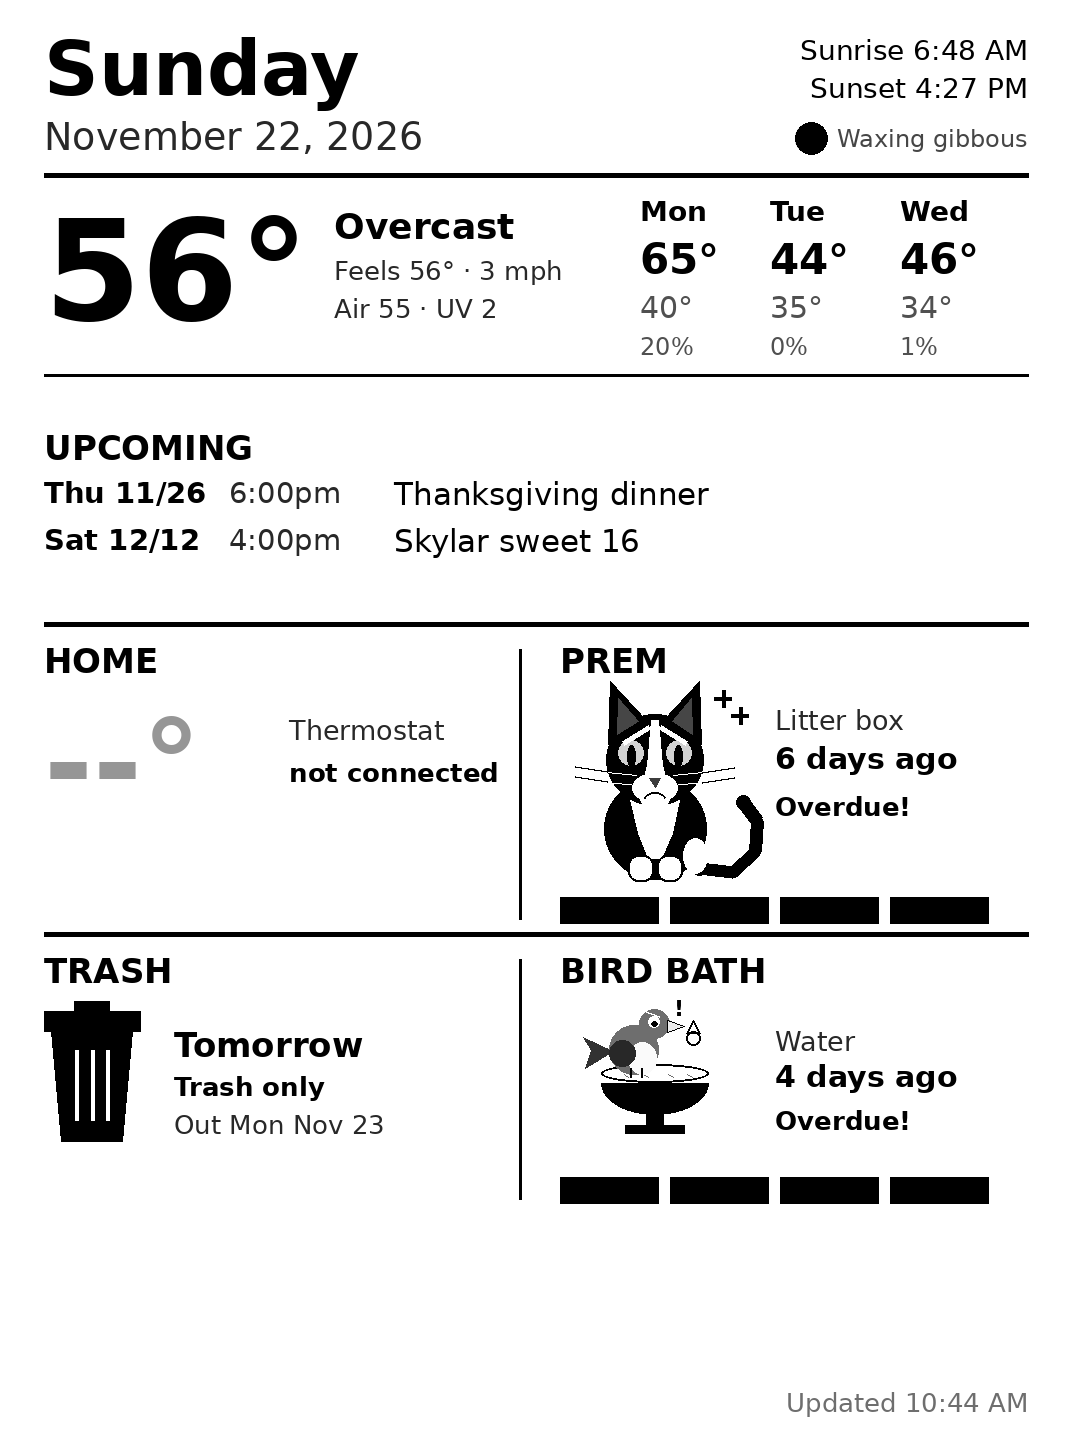 Sunday
November 22, 2026
Sunrise 6:48 AM
Sunset 4:27 PM
Waxing gibbous
56°
Overcast
Feels 56° · 3 mph
Air 55 · UV 2
Mon Tue Wed
65° 44° 46°
40° 35° 34°
20% 0% 1%
UPCOMING
Thu 11/26 6:00pm Thanksgiving dinner
Sat 12/12 4:00pm Skylar sweet 16
HOME
--°
Thermostat
not connected
PREM
++
Litter box
6 days ago
Overdue!
TRASH
Tomorrow
Trash only
Out Mon Nov 23
BIRD BATH
!
Water
4 days ago
Overdue!
Updated 10:44 AM